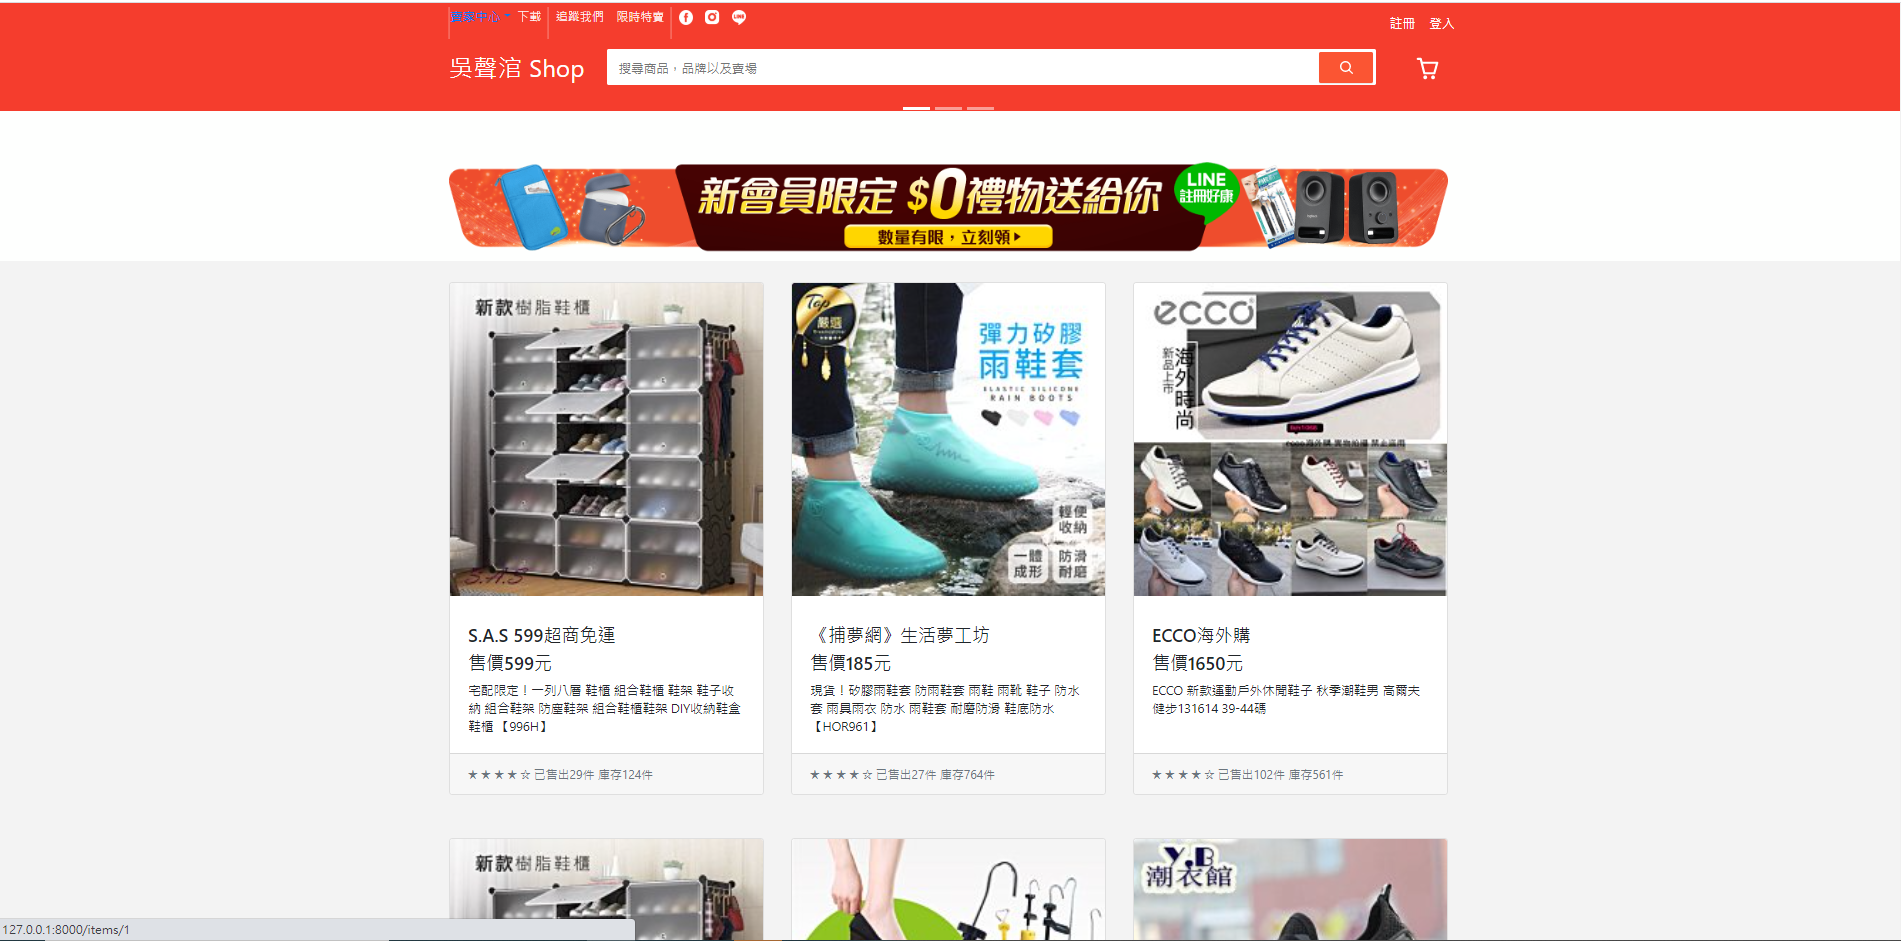 賣家中心 下載 追蹤我們 限時特賣
註冊 登入
吳聲涫 Shop
搜尋商品，品牌以及賣場
新會員限定 $0禮物送給你
數量有限，立刻領
LINE
註冊好康
新款樹脂鞋櫃
S.A.S
Top
嚴選
彈力矽膠
雨鞋套
ELASTIC SILICONE
RAIN BOOTS
輕便
收納
一體
成形
防滑
耐磨
ecco
海外時尚
新品上市
S.A.S 599超商免運
售價599元
宅配限定！一列八層 鞋櫃 組合鞋櫃 鞋架 鞋子收
納 組合鞋架 防塵鞋架 組合鞋櫃鞋架 DIY收納鞋盒
鞋櫃 【996H】
★ ★ ★ ★ ☆ 已售出29件 庫存124件
《捕夢網》生活夢工坊
售價185元
現貨！矽膠雨鞋套 防雨鞋套 雨鞋 雨靴 鞋子 防水
套 雨具雨衣 防水 雨鞋套 耐磨防滑 鞋底防水
【HOR961】
★ ★ ★ ★ ☆ 已售出27件 庫存764件
ECCO海外購
售價1650元
ECCO 新款運動戶外休閒鞋子 秋季潮鞋男 高爾夫
健步131614 39-44碼
★ ★ ★ ★ ☆ 已售出102件 庫存561件
新款樹脂鞋櫃
Y.B
潮衣館
127.0.0.1:8000/items/1